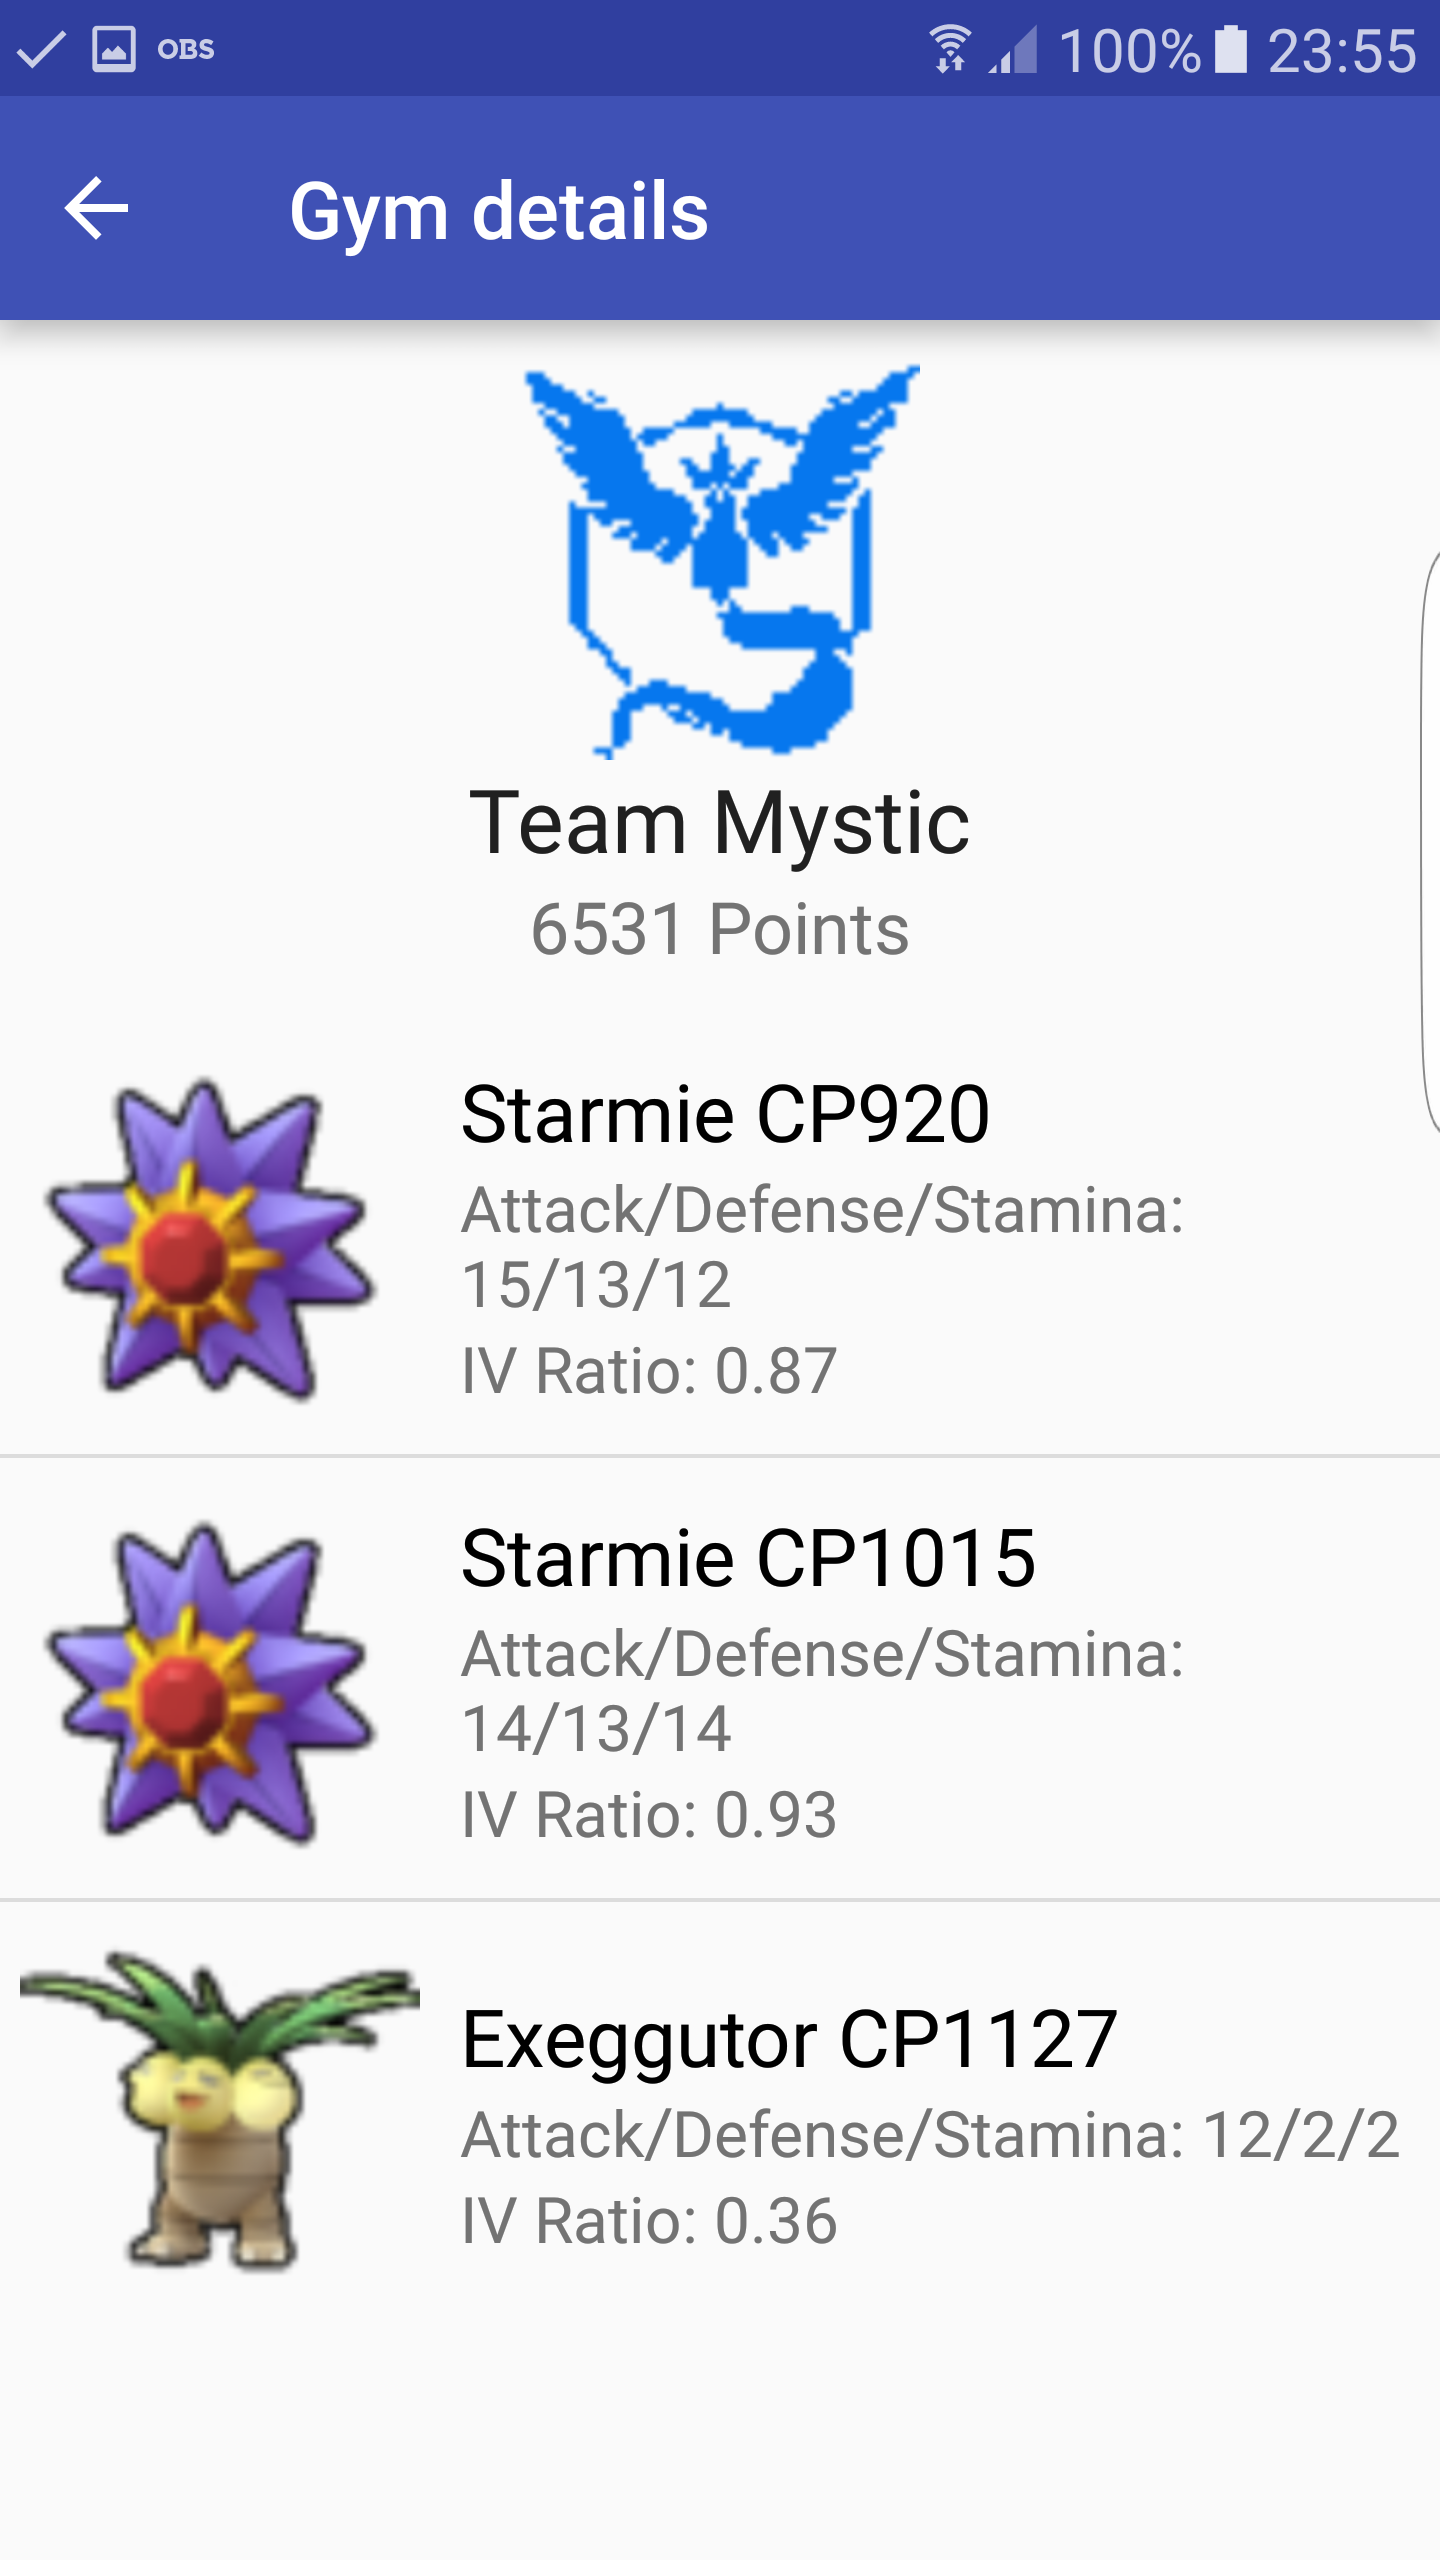 OBS 100% 23:55
Gym details
Team Mystic
6531 Points
Starmie CP920
Attack/Defense/Stamina:
15/13/12
IV Ratio: 0.87
Starmie CP1015
Attack/Defense/Stamina:
14/13/14
IV Ratio: 0.93
Exeggutor CP1127
Attack/Defense/Stamina: 12/2/2
IV Ratio: 0.36